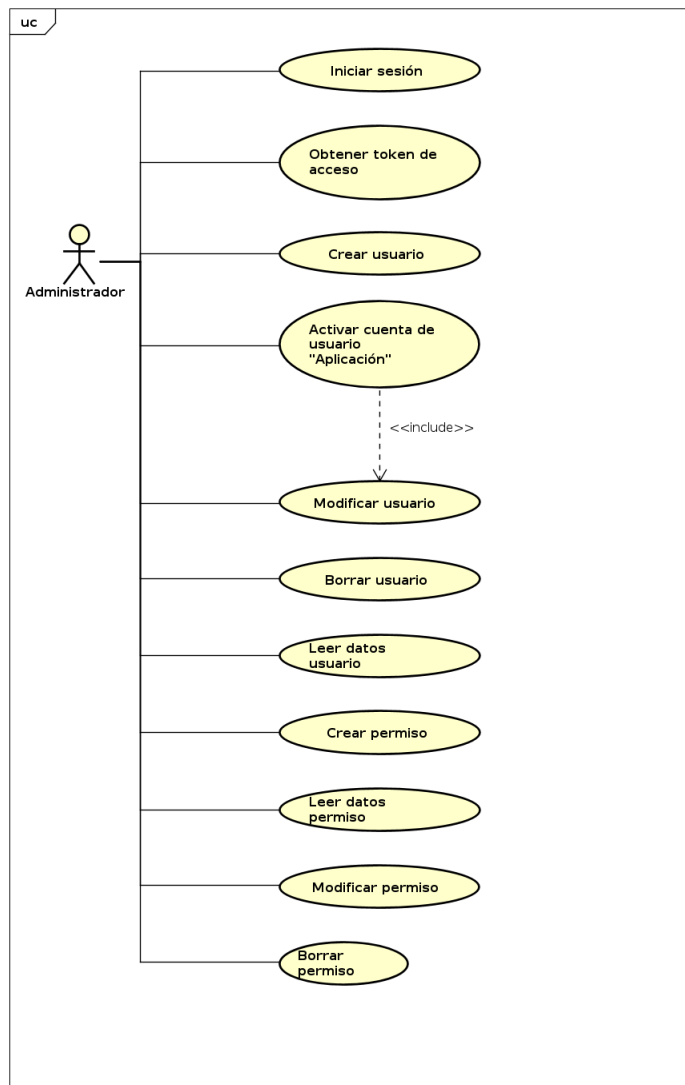 uc
Iniciar sesión
Obtener token de
acceso
Crear usuario
Administrador
Activar cuenta de
usuario
"Aplicación"
<<include>>
Modificar usuario
Borrar usuario
Leer datos
usuario
Crear permiso
Leer datos
permiso
Modificar permiso
Borrar
permiso